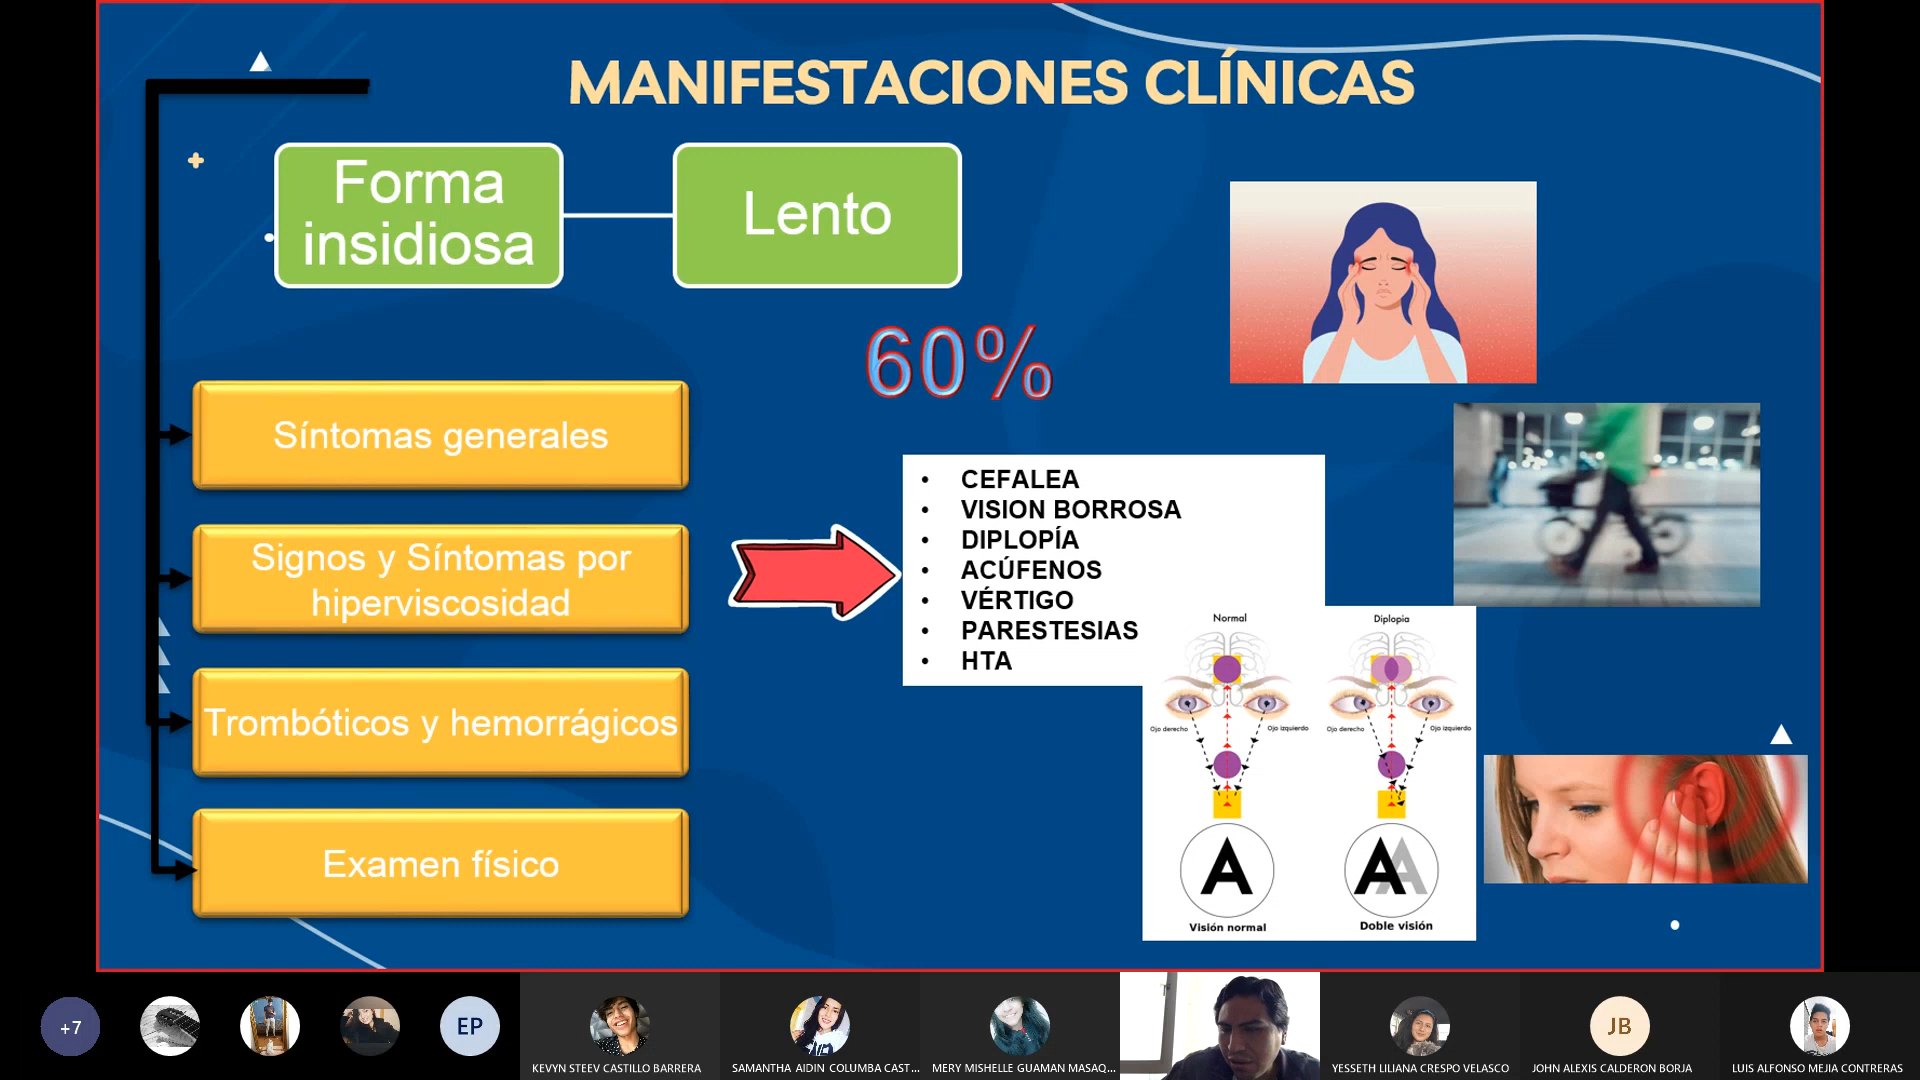 MANIFESTACIONES CLÍNICAS
Forma
insidiosa
Lento
60%
Síntomas generales
Signos y Síntomas por
hiperviscosidad
Trombóticos y hemorrágicos
Examen físico
• CEFALEA
• VISION BORROSA
• DIPLOPÍA
• ACÚFENOS
• VÉRTIGO
• PARESTESIAS
• HTA
Normal
Diplopia
Ojo derecho
Ojo izquierdo
Ojo derecho
Ojo izquierdo
A
AA
Visión normal
Doble visión
+7
EP
KEVYN STEEV CASTILLO BARRERA
SAMANTHA AIDIN COLUMBA CAST...
MERY MISHELLE GUAMAN MASAQ...
YESSETH LILIANA CRESPO VELASCO
JB
JOHN ALEXIS CALDERON BORJA
LUIS ALFONSO MEJIA CONTRERAS